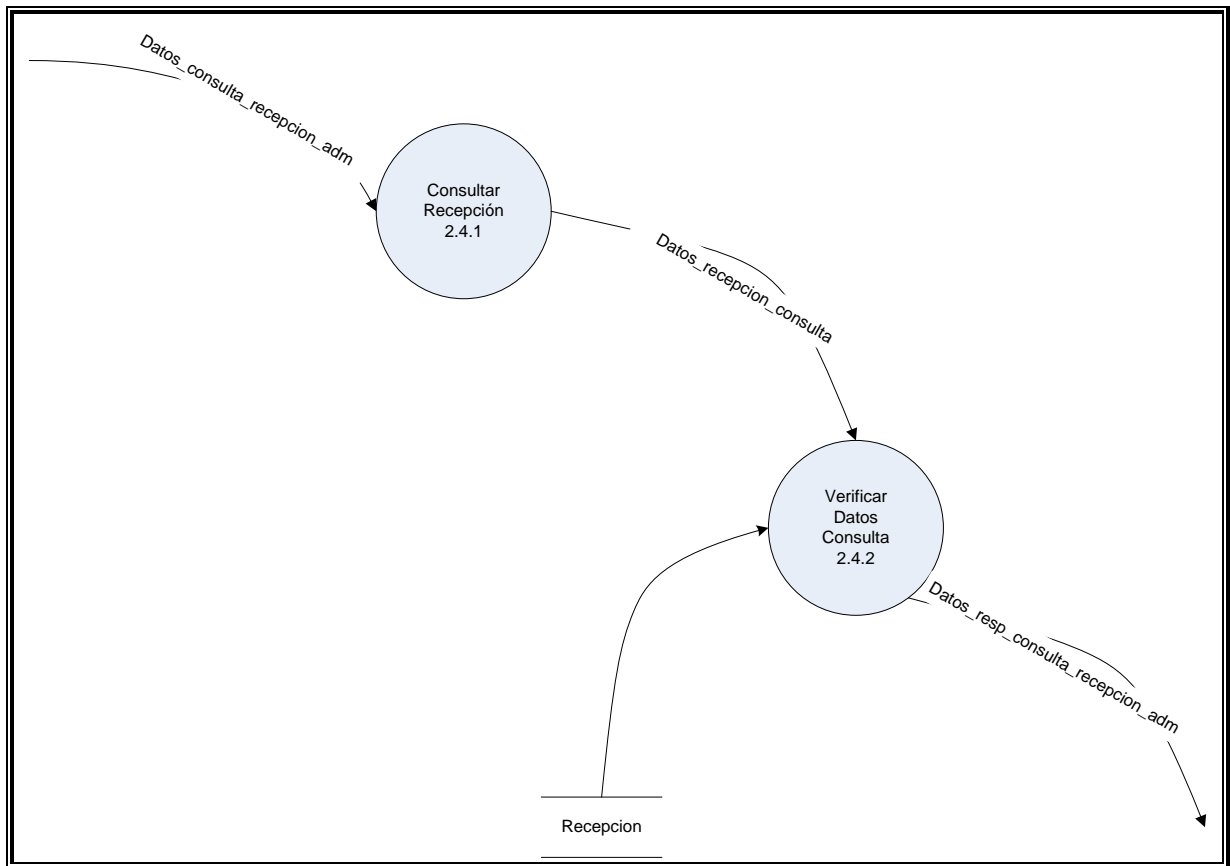 Datos_consulta_recepcion_adm
Consultar
Recepción
2.4.1
Datos_recepcion_consulta
Verificar
Datos
Consulta
2.4.2
Datos_resp_consulta_recepcion_adm
Recepcion